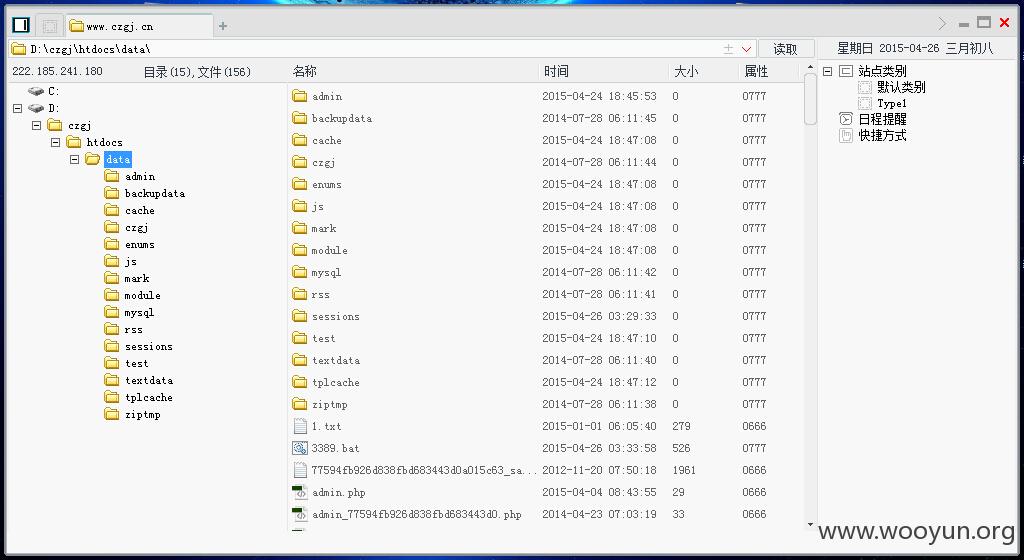 www.czgj.cn
D:\czgj\htdocs\data\ 读取
星期日 2015-04-26 三月初八
222.185.241.180 目录(15),文件(156)
C:
D:
czgj
htdocs
data
admin
backupdata
cache
czgj
enums
js
mark
module
mysql
rss
sessions
test
textdata
tplcache
ziptmp
名称 时间 大小 属性
admin 2015-04-24 18:45:53 0 0777
backupdata 2014-07-28 06:11:45 0 0777
cache 2015-04-24 18:47:08 0 0777
czgj 2014-07-28 06:11:44 0 0777
enums 2015-04-24 18:47:08 0 0777
js 2015-04-24 18:47:08 0 0777
mark 2015-04-24 18:47:08 0 0777
module 2015-04-24 18:47:08 0 0777
mysql 2014-07-28 06:11:42 0 0777
rss 2014-07-28 06:11:41 0 0777
sessions 2015-04-26 03:29:33 0 0777
test 2015-04-24 18:47:10 0 0777
textdata 2014-07-28 06:11:40 0 0777
tplcache 2015-04-24 18:47:12 0 0777
ziptmp 2014-07-28 06:11:38 0 0777
1.txt 2015-01-01 06:05:40 279 0666
3389.bat 2015-04-26 03:33:58 526 0777
77594fb926d838fbd683443d0a015c63_sa... 2012-11-20 07:50:18 1961 0666
admin.php 2015-04-04 08:43:55 29 0666
admin_77594fb926d838fbd683443d0.php 2014-04-23 07:03:19 33 0666
站点类别
默认类别
Type1
日程提醒
快捷方式
www.wooyun.org